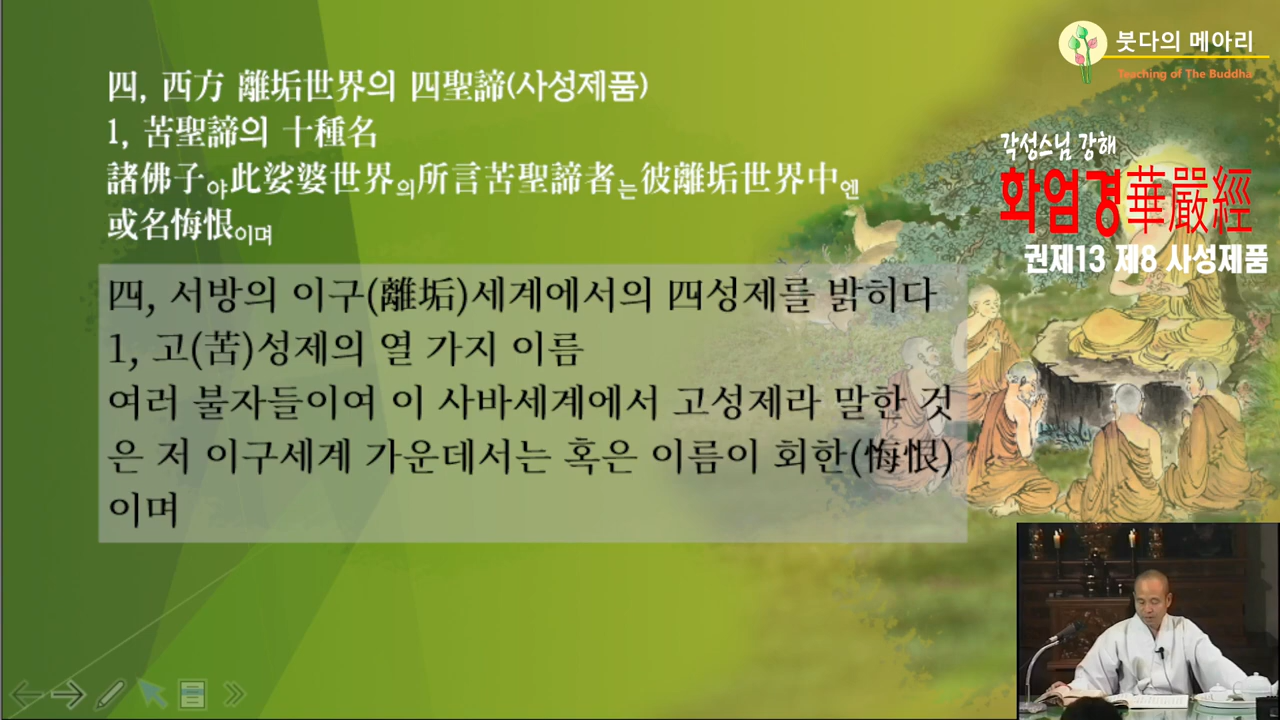 四, 西方 離垢世界의 四聖諦(사성제품)
1, 苦聖諦의 十種名
諸佛子야此娑婆世界의所言苦聖諦者는彼離垢世界中엔
或名悔恨이며
四, 서방의 이구(離垢)세계에서의 四성제를 밝히다
1, 고(苦)성제의 열 가지 이름
여러 불자들이여 이 사바세계에서 고성제라 말한 것
은 저 이구세계 가운데서는 혹은 이름이 회한(悔恨)
이며
붓다의 메아리
Teaching of The Buddha
각성스님 강해
화엄경華嚴經
권제13 제8 사성제품